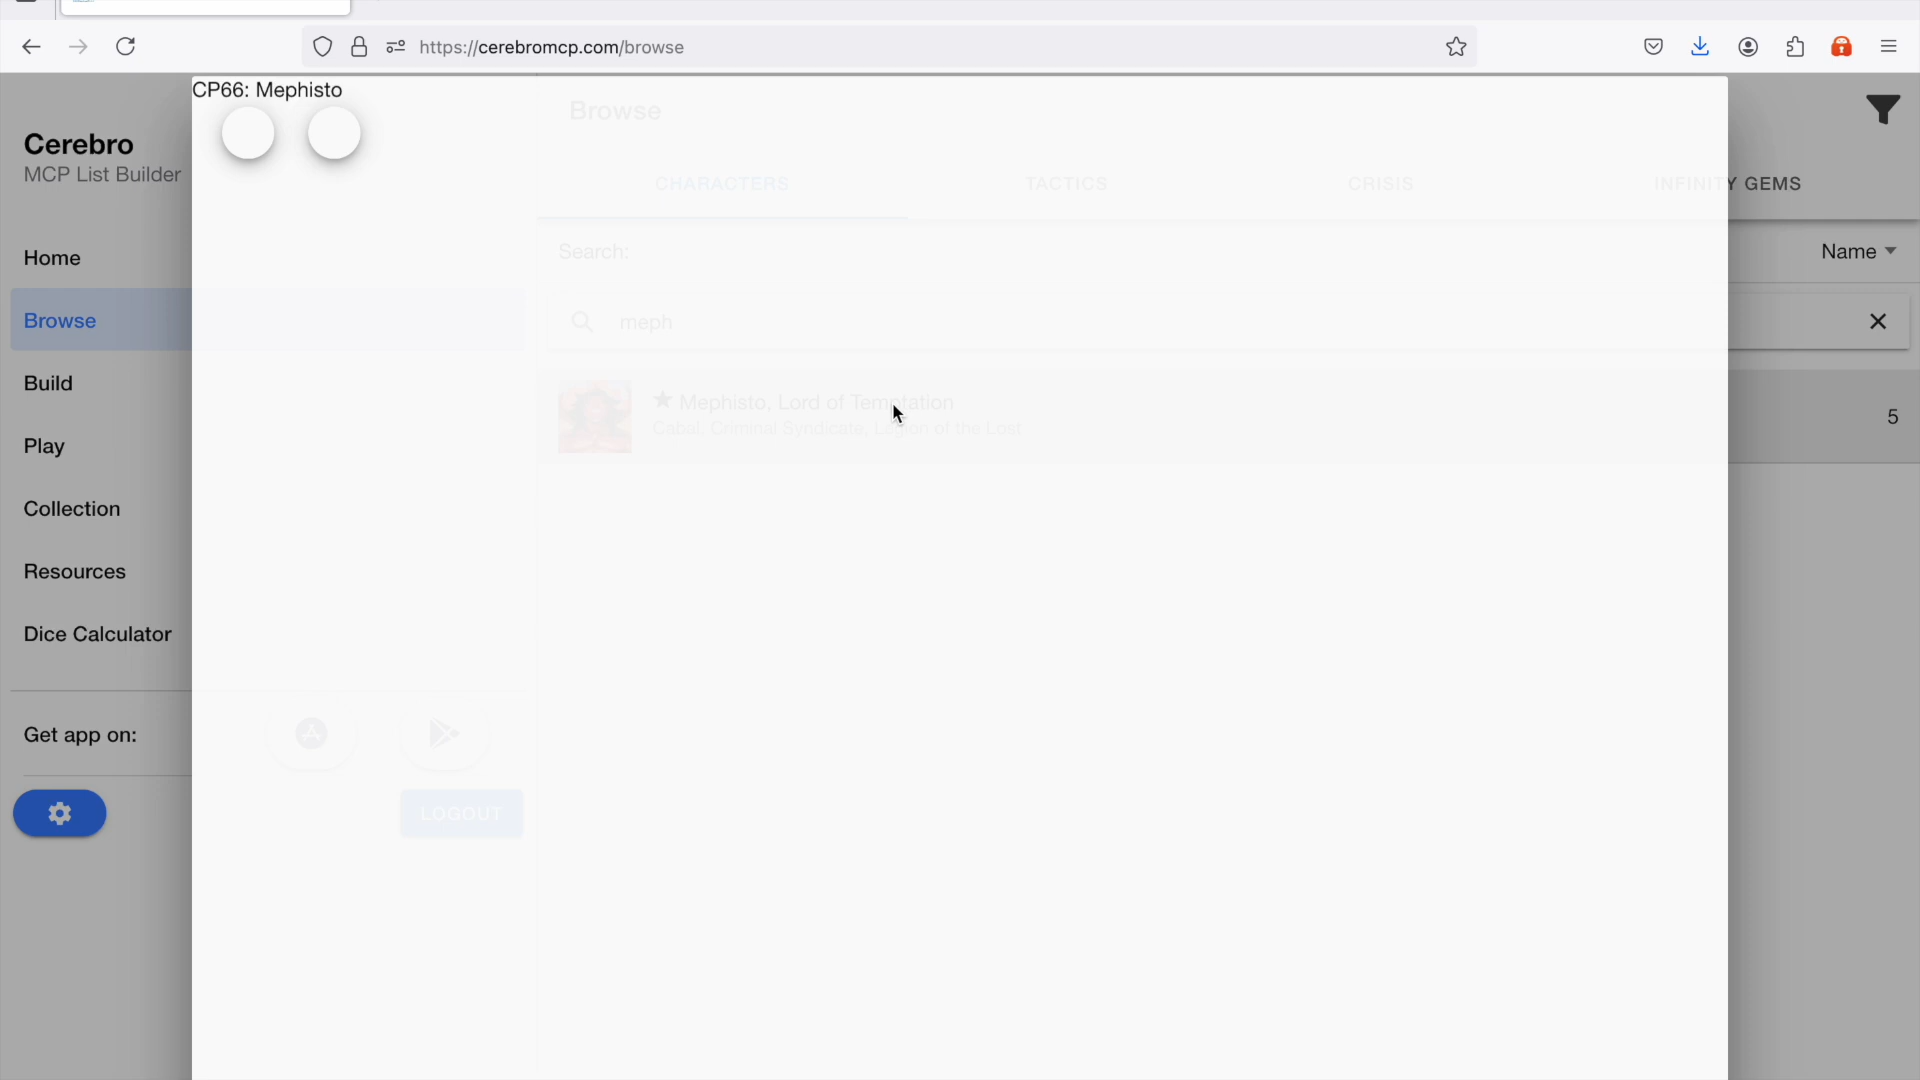 https://cerebromcp.com/browse
CP66: Mephisto
Browse
Cerebro
MCP List Builder
CHARACTERS
TACTICS
CRISIS
INFINITY GEMS
Home
Search:
Name
Browse
meph
Build
Mephisto, Lord of Temptation
5
Cabal, Criminal Syndicate, Legion of the Lost
Play
Collection
Resources
Dice Calculator
Get app on:
LOGOUT